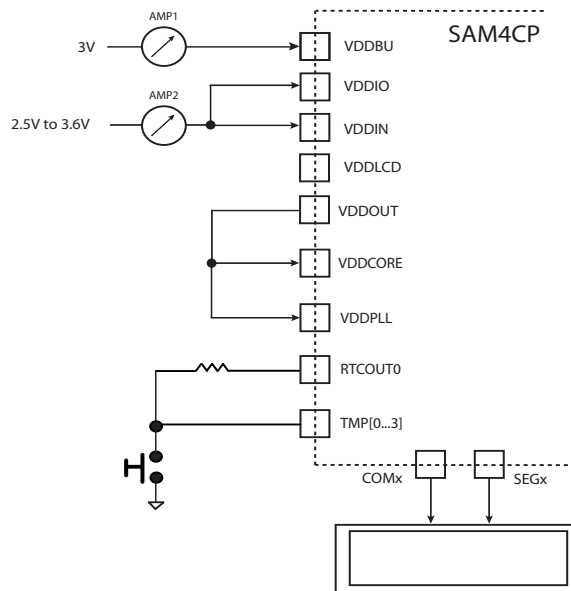 SAM4CP
AMP1
3V
VDDBU
VDDIO
AMP2
2.5V to 3.6V
VDDIN
VDDLCD
VDDOUT
VDDCORE
VDDPLL
RTCOUT0
TMP[0...3]
COMx
SEGx